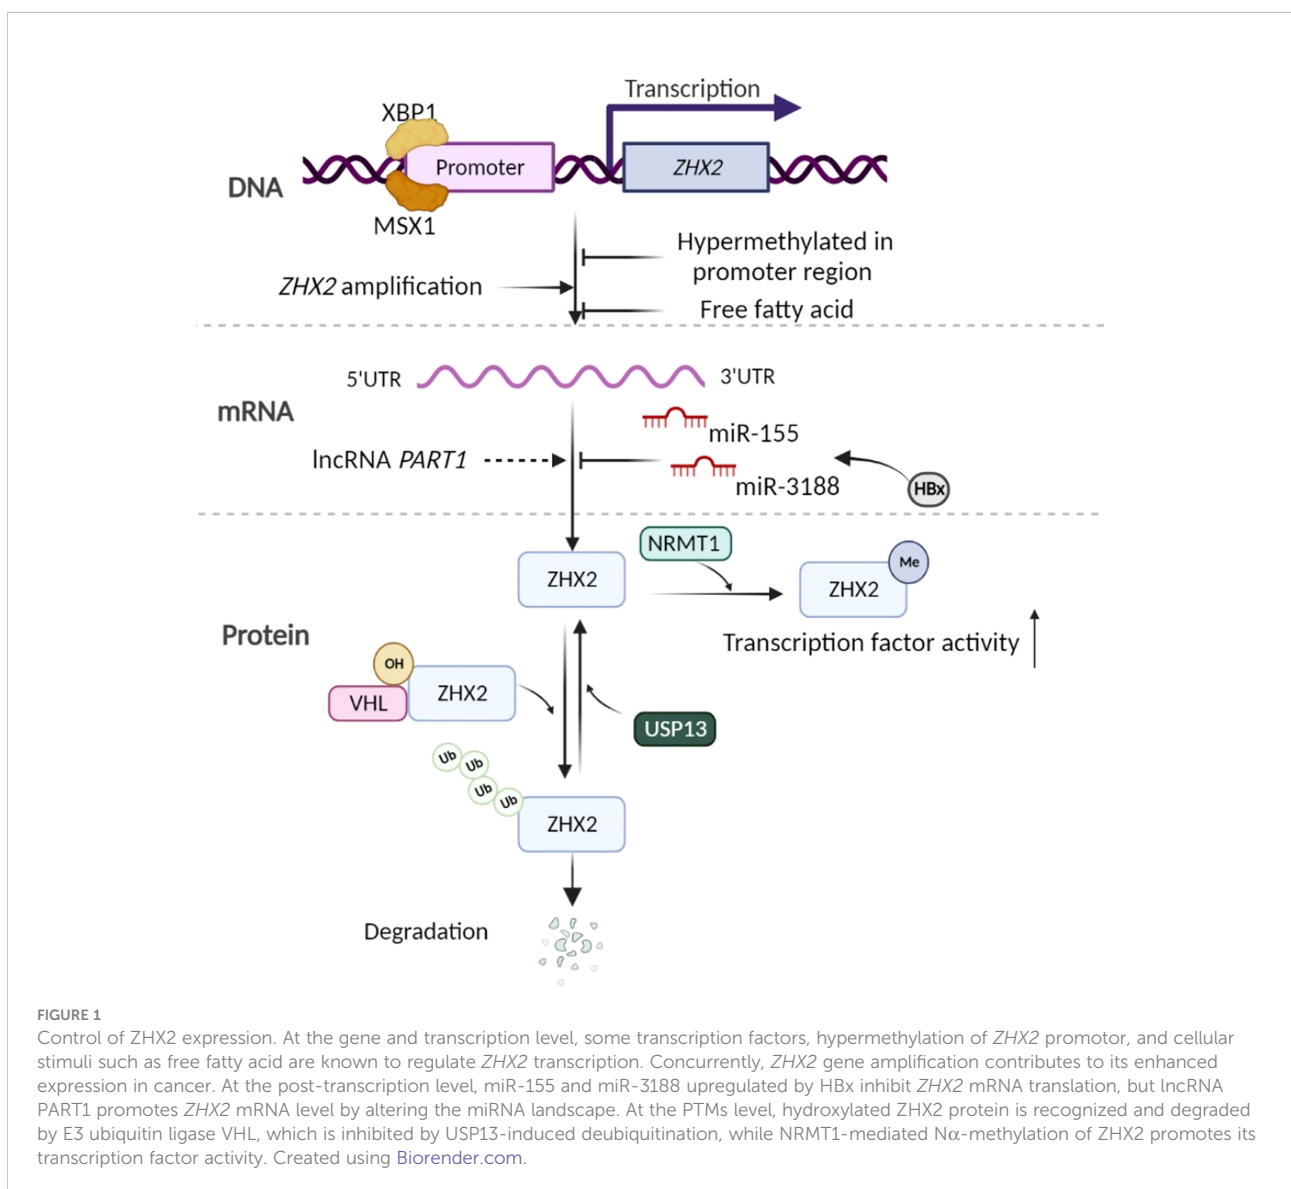 Transcription
XBP1
Promoter
ZHX2
DNA
MSX1
Hypermethylated in
promoter region
ZHX2 amplification
Free fatty acid
5'UTR
3'UTR
mRNA
miR-155
lncRNA PART1
miR-3188
HBx
NRMT1
ZHX2
ZHX2
Me
Protein
Transcription factor activity
OH
VHL
ZHX2
USP13
Ub
Ub
Ub
Ub
ZHX2
Degradation
FIGURE 1
Control of ZHX2 expression. At the gene and transcription level, some transcription factors, hypermethylation of ZHX2 promotor, and cellular
stimuli such as free fatty acid are known to regulate ZHX2 transcription. Concurrently, ZHX2 gene amplification contributes to its enhanced
expression in cancer. At the post-transcription level, miR-155 and miR-3188 upregulated by HBx inhibit ZHX2 mRNA translation, but lncRNA
PART1 promotes ZHX2 mRNA level by altering the miRNA landscape. At the PTMs level, hydroxylated ZHX2 protein is recognized and degraded
by E3 ubiquitin ligase VHL, which is inhibited by USP13-induced deubiquitination, while NRMT1-mediated Nα-methylation of ZHX2 promotes its
transcription factor activity. Created using Biorender.com.